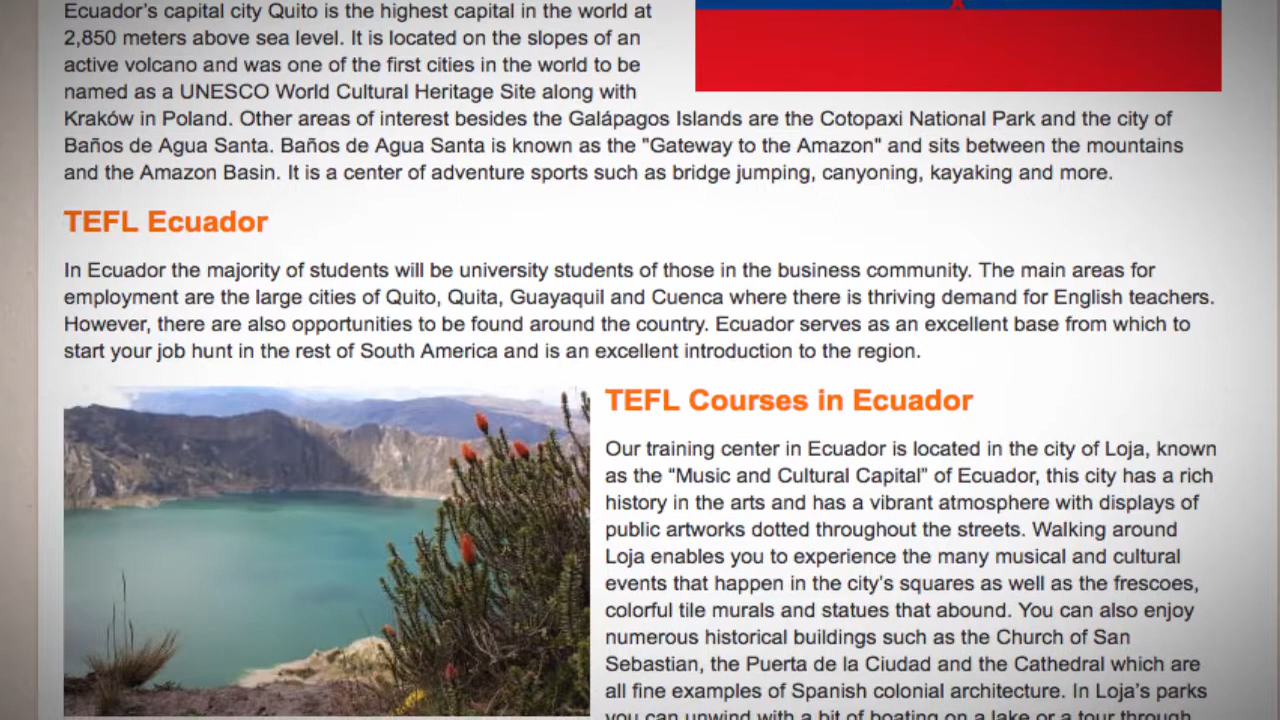 Ecuador’s capital city Quito is the highest capital in the world at
2,850 meters above sea level. It is located on the slopes of an
active volcano and was one of the first cities in the world to be
named as a UNESCO World Cultural Heritage Site along with
Kraków in Poland. Other areas of interest besides the Galápagos Islands are the Cotopaxi National Park and the city of
Baños de Agua Santa. Baños de Agua Santa is known as the "Gateway to the Amazon" and sits between the mountains
and the Amazon Basin. It is a center of adventure sports such as bridge jumping, canyoning, kayaking and more.
TEFL Ecuador
In Ecuador the majority of students will be university students of those in the business community. The main areas for
employment are the large cities of Quito, Quita, Guayaquil and Cuenca where there is thriving demand for English teachers.
However, there are also opportunities to be found around the country. Ecuador serves as an excellent base from which to
start your job hunt in the rest of South America and is an excellent introduction to the region.
TEFL Courses in Ecuador
Our training center in Ecuador is located in the city of Loja, known
as the “Music and Cultural Capital” of Ecuador, this city has a rich
history in the arts and has a vibrant atmosphere with displays of
public artworks dotted throughout the streets. Walking around
Loja enables you to experience the many musical and cultural
events that happen in the city’s squares as well as the frescoes,
colorful tile murals and statues that abound. You can also enjoy
numerous historical buildings such as the Church of San
Sebastian, the Puerta de la Ciudad and the Cathedral which are
all fine examples of Spanish colonial architecture. In Loja’s parks
you can unwind with a bit of boating on a lake or a tour through